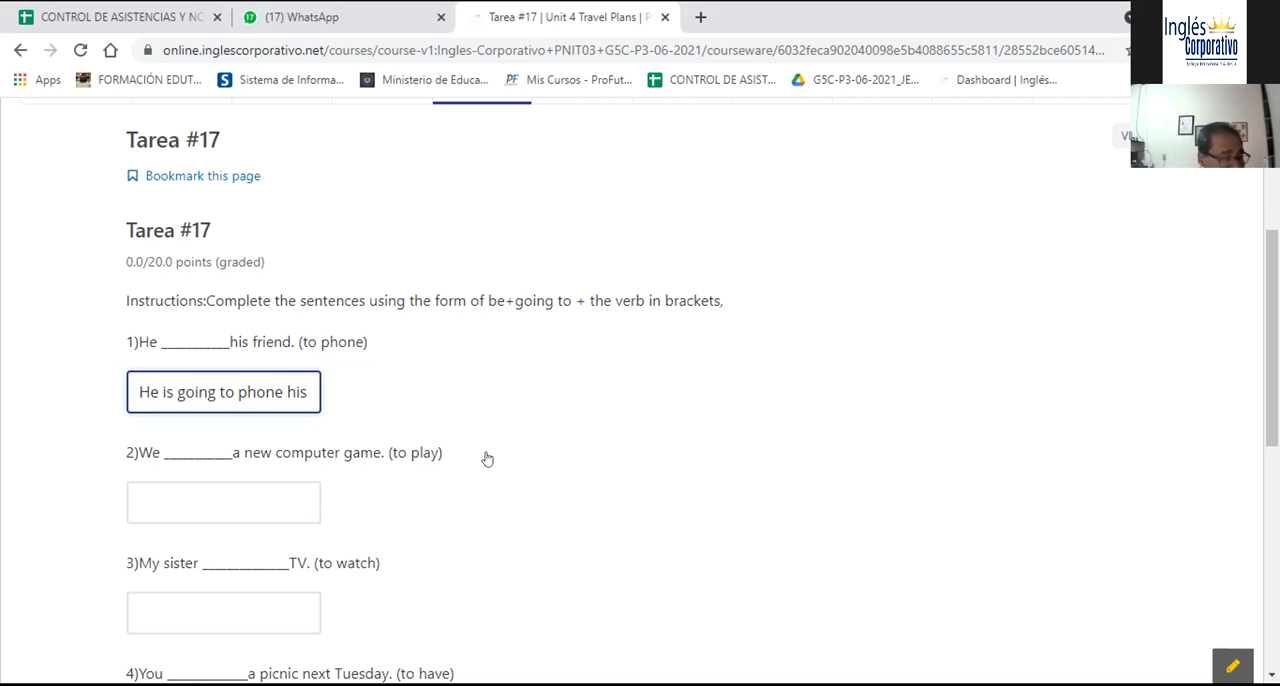 CONTROL DE ASISTENCIAS Y NO
(17) WhatsApp
Tarea #17 | Unit 4 Travel Plans | P
online.inglescorporativo.net/courses/course-v1:Ingles-Corporativo+PNIT03+G5C-P3-06-2021/courseware/6032feca902040098e5b4088655c5811/28552bce60514...
Apps
FORMACIÓN EDUT...
Sistema de Informa...
Ministerio de Educa...
Mis Cursos - ProFut...
CONTROL DE ASIST...
G5C-P3-06-2021_JE...
Dashboard | Inglés...
Inglés
Corporativo
Tarea #17
Bookmark this page
Tarea #17
0.0/20.0 points (graded)
Instructions:Complete the sentences using the form of be+going to + the verb in brackets,
1)He ___________his friend. (to phone)
He is going to phone his
2)We ___________a new computer game. (to play)
3)My sister ______________TV. (to watch)
4)You _____________a picnic next Tuesday. (to have)